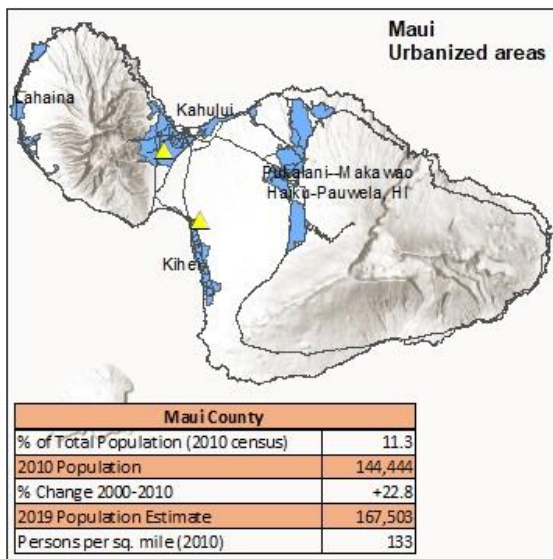 Maui
Urbanized areas
Lahaina
Kahului
Pukalani--Makawao
Haiku-Pauwela, HI
Kihei
Maui County
% of Total Population (2010 census) 11.3
2010 Population 144,444
% Change 2000-2010 +22.8
2019 Population Estimate 167,503
Persons per sq. mile (2010) 133